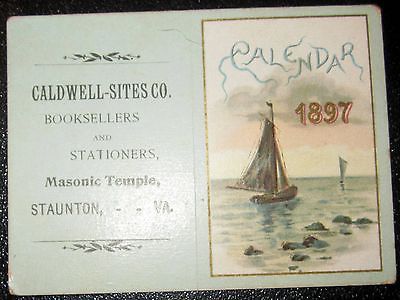 CALDWELL-SITES CO.
BOOKSELLERS
AND
STATIONERS,
Masonic Temple,
STAUNTON, - - VA.
CALENDAR
1897